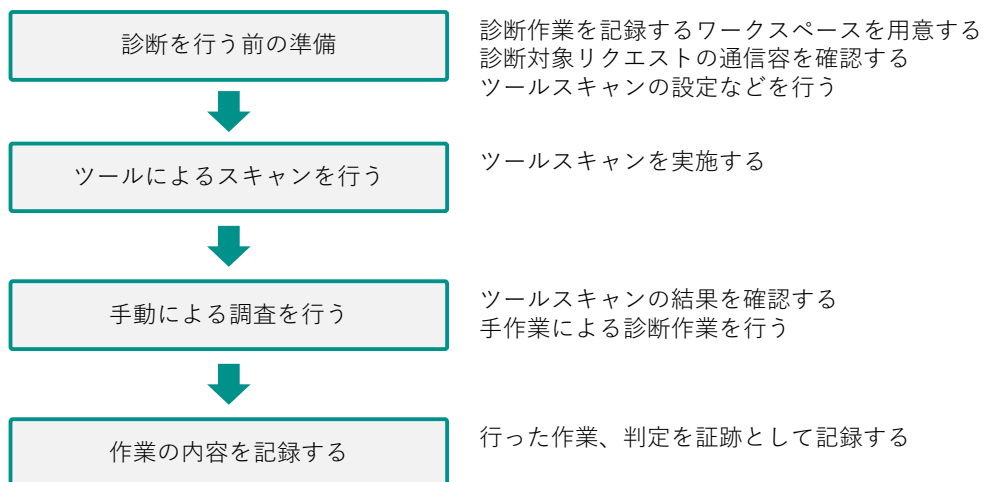 診断を行う前の準備
診断作業を記録するワークスペースを用意する
診断対象リクエストの通信容を確認する
ツールスキャンの設定などを行う
ツールによるスキャンを行う
ツールスキャンを実施する
手動による調査を行う
ツールスキャンの結果を確認する
手作業による診断作業を行う
作業の内容を記録する
行った作業、判定を証跡として記録する